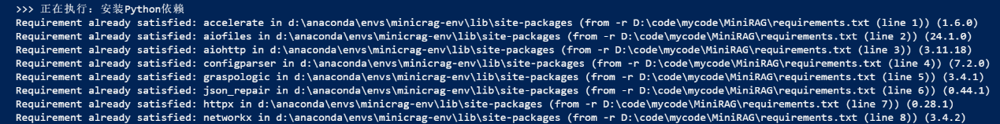 >>> 正在执行: 安装Python依赖
Requirement already satisfied: accelerate in d:\anaconda\envs\minicrag-env\lib\site-packages (from -r D:\code\mycode\MiniRAG\requirements.txt (line 1)) (1.6.0)
Requirement already satisfied: aiofiles in d:\anaconda\envs\minicrag-env\lib\site-packages (from -r D:\code\mycode\MiniRAG\requirements.txt (line 2)) (24.1.0)
Requirement already satisfied: aiohttp in d:\anaconda\envs\minicrag-env\lib\site-packages (from -r D:\code\mycode\MiniRAG\requirements.txt (line 3)) (3.11.18)
Requirement already satisfied: configparser in d:\anaconda\envs\minicrag-env\lib\site-packages (from -r D:\code\mycode\MiniRAG\requirements.txt (line 4)) (7.2.0)
Requirement already satisfied: graspologic in d:\anaconda\envs\minicrag-env\lib\site-packages (from -r D:\code\mycode\MiniRAG\requirements.txt (line 5)) (3.4.1)
Requirement already satisfied: json_repair in d:\anaconda\envs\minicrag-env\lib\site-packages (from -r D:\code\mycode\MiniRAG\requirements.txt (line 6)) (0.44.1)
Requirement already satisfied: httpx in d:\anaconda\envs\minicrag-env\lib\site-packages (from -r D:\code\mycode\MiniRAG\requirements.txt (line 7)) (0.28.1)
Requirement already satisfied: networkx in d:\anaconda\envs\minicrag-env\lib\site-packages (from -r D:\code\mycode\MiniRAG\requirements.txt (line 8)) (3.4.2)